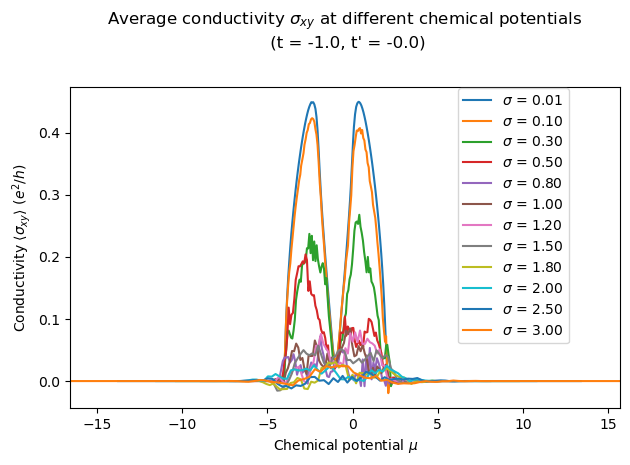 Average conductivity σxy at different chemical potentials
(t = -1.0, t' = -0.0)
Conductivity ⟨σxy⟩ (e²/h)
0.4
0.3
0.2
0.1
0.0
−15
−10
−5
0
5
10
15
Chemical potential μ
σ = 0.01
σ = 0.10
σ = 0.30
σ = 0.50
σ = 0.80
σ = 1.00
σ = 1.20
σ = 1.50
σ = 1.80
σ = 2.00
σ = 2.50
σ = 3.00